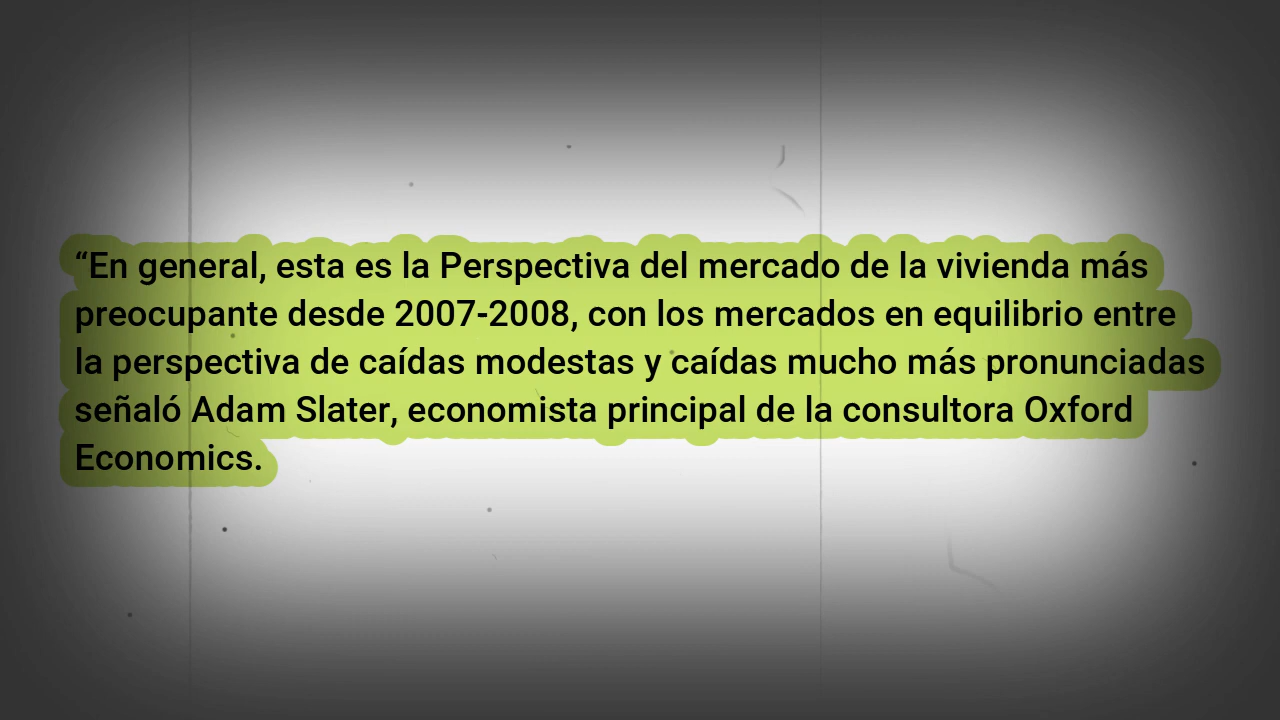 “En general, esta es la Perspectiva del mercado de la vivienda más
preocupante desde 2007-2008, con los mercados en equilibrio entre
la perspectiva de caídas modestas y caídas mucho más pronunciadas
señaló Adam Slater, economista principal de la consultora Oxford
Economics.